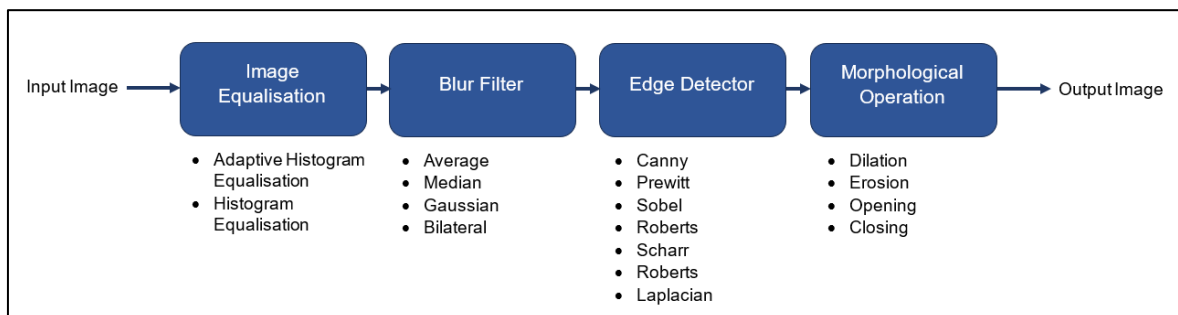 Input Image
Image
Equalisation
Blur Filter
Edge Detector
Morphological
Operation
Output Image
• Adaptive Histogram
Equalisation
• Histogram
Equalisation
• Average
• Median
• Gaussian
• Bilateral
• Canny
• Prewitt
• Sobel
• Roberts
• Scharr
• Roberts
• Laplacian
• Dilation
• Erosion
• Opening
• Closing